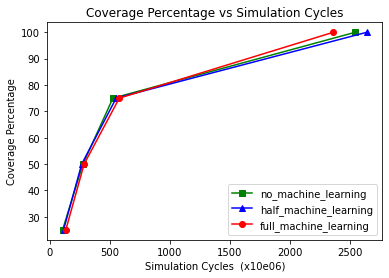 Coverage Percentage vs Simulation Cycles
100
90
80
70
60
50
40
30
Coverage Percentage
0
500
1000
1500
2000
2500
Simulation Cycles (x10e06)
no_machine_learning
half_machine_learning
full_machine_learning